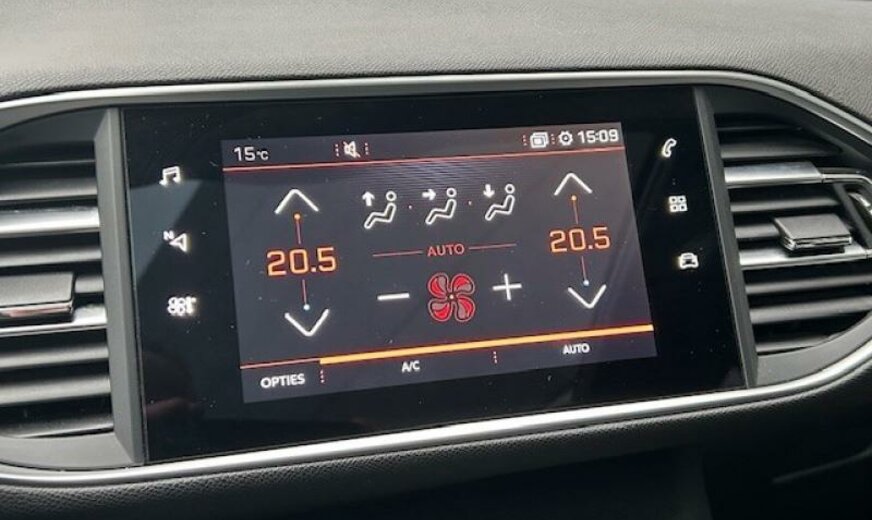 15°C 15:09
20.5 20.5
AUTO
N
OPTIES A/C AUTO